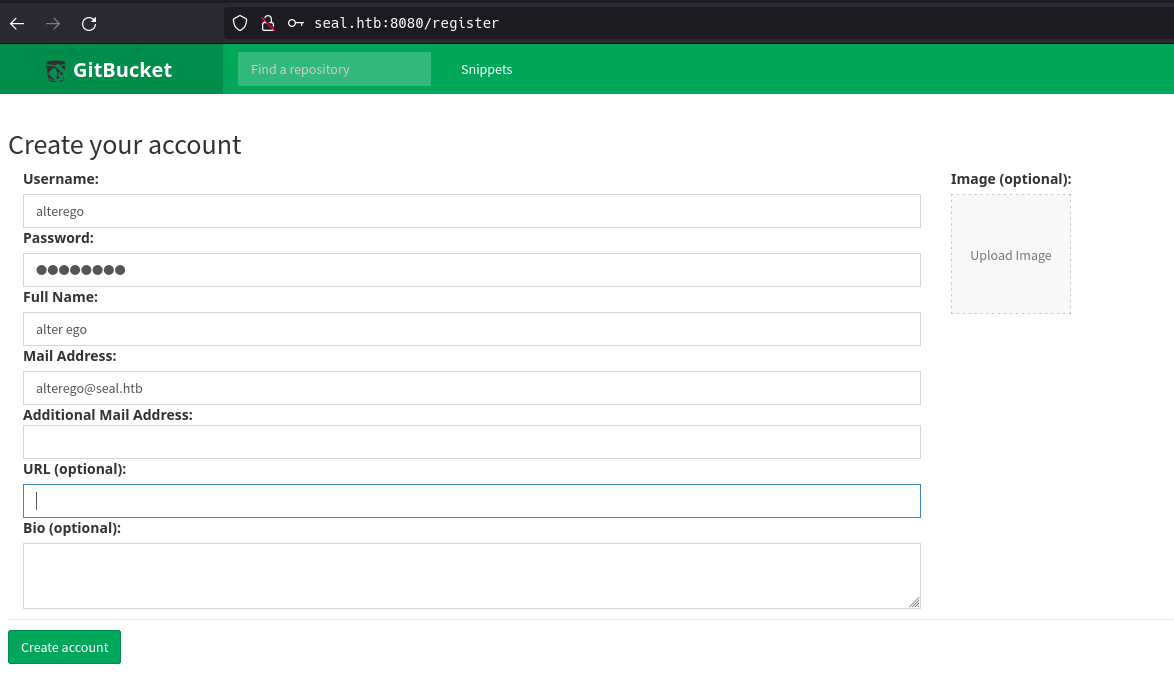 seal.htb:8080/register
GitBucket
Find a repository
Snippets
Create your account
Username:
alterego
Password:
●●●●●●●●
Full Name:
alter ego
Mail Address:
alterego@seal.htb
Additional Mail Address:
URL (optional):
Bio (optional):
Image (optional):
Upload Image
Create account